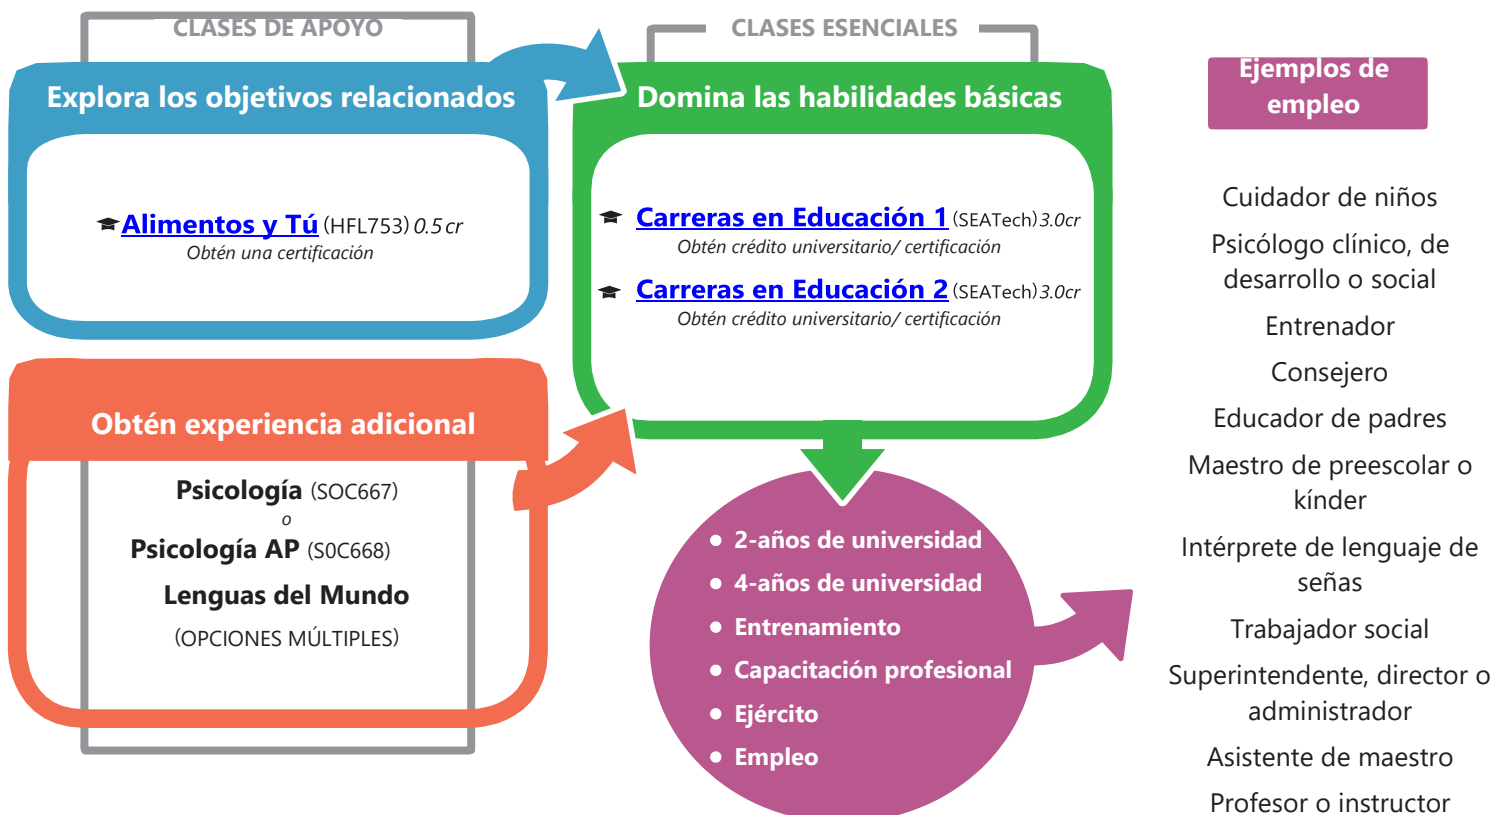 CLASES DE APOYO
Explora los objetivos relacionados
Alimentos y Tú (HFL753) 0.5 cr
Obtén una certificación
Obtén experiencia adicional
Psicología (SOC667)
o
Psicología AP (S0C668)
Lenguas del Mundo
(OPCIONES MÚLTIPLES)
CLASES ESENCIALES
Domina las habilidades básicas
Carreras en Educación 1 (SEATech) 3.0cr
Obtén crédito universitario/ certificación
Carreras en Educación 2 (SEATech) 3.0cr
Obtén crédito universitario/ certificación
• 2-años de universidad
• 4-años de universidad
• Entrenamiento
• Capacitación profesional
• Ejército
• Empleo
Ejemplos de
empleo
Cuidador de niños
Psicólogo clínico, de
desarrollo o social
Entrenador
Consejero
Educador de padres
Maestro de preescolar o
kínder
Intérprete de lenguaje de
señas
Trabajador social
Superintendente, director o
administrador
Asistente de maestro
Profesor o instructor